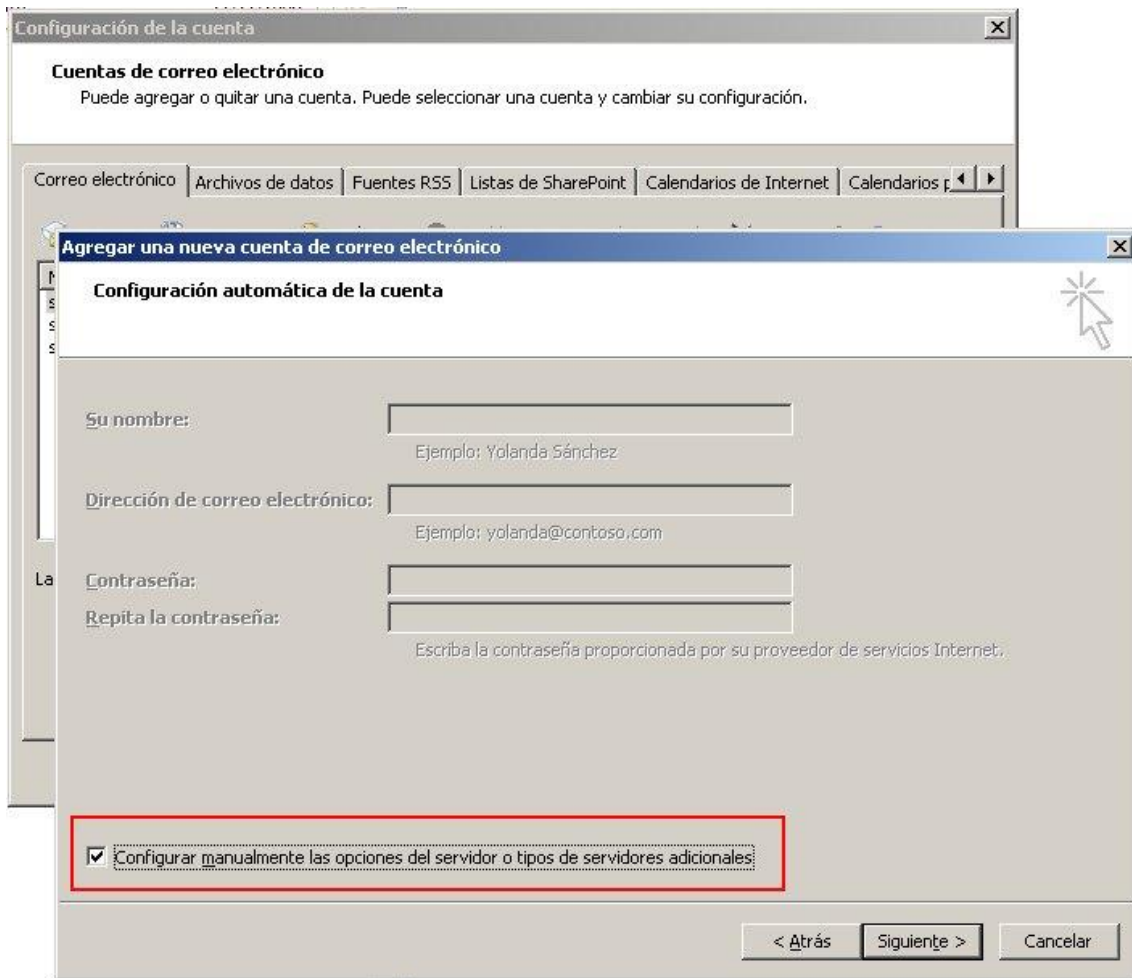 Configuración de la cuenta
Cuentas de correo electrónico
Puede agregar o quitar una cuenta. Puede seleccionar una cuenta y cambiar su configuración.
Correo electrónico Archivos de datos Fuentes RSS Listas de SharePoint Calendarios de Internet Calendarios
Agregar una nueva cuenta de correo electrónico
Configuración automática de la cuenta
Su nombre:
Ejemplo: Yolanda Sánchez
Dirección de correo electrónico:
Ejemplo: yolanda@contoso.com
La
Contraseña:
Repita la contraseña:
Escriba la contraseña proporcionada por su proveedor de servicios Internet.
Configurar manualmente las opciones del servidor o tipos de servidores adicionales
< Atrás Siguiente > Cancelar